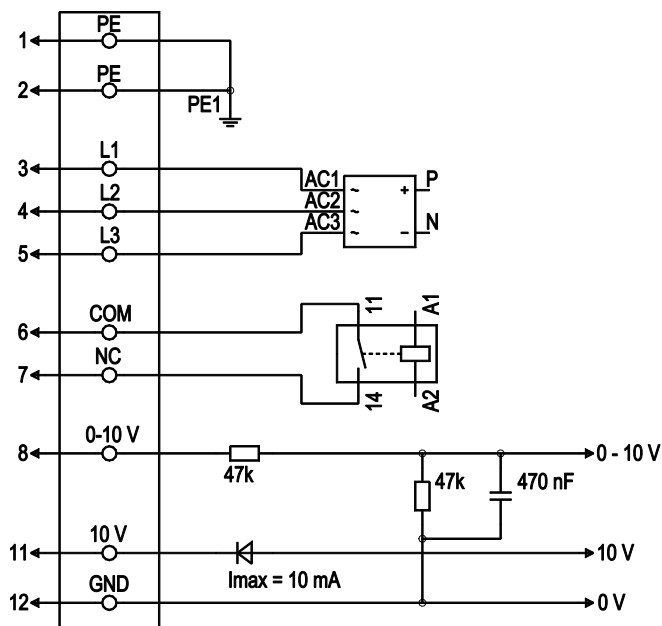 PE
1
PE
2
PE1
L1
3
AC1
P
L2
AC2
4
AC3
N
L3
5
~
+
~
~
−
11
A1
COM
6
NC
7
14
A2
0-10 V
8
0 - 10 V
47k
47k
470 nF
10 V
11
10 V
Imax = 10 mA
GND
12
0 V